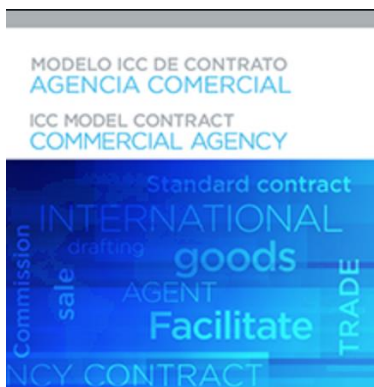 MODELO ICC DE CONTRATO
AGENCIA COMERCIAL
ICC MODEL CONTRACT
COMMERCIAL AGENCY
Standard contract
INTERNATIONAL
drafting
goods
Commission
sale
AGENT
TRADE
Facilitate
NCY CONTRACT